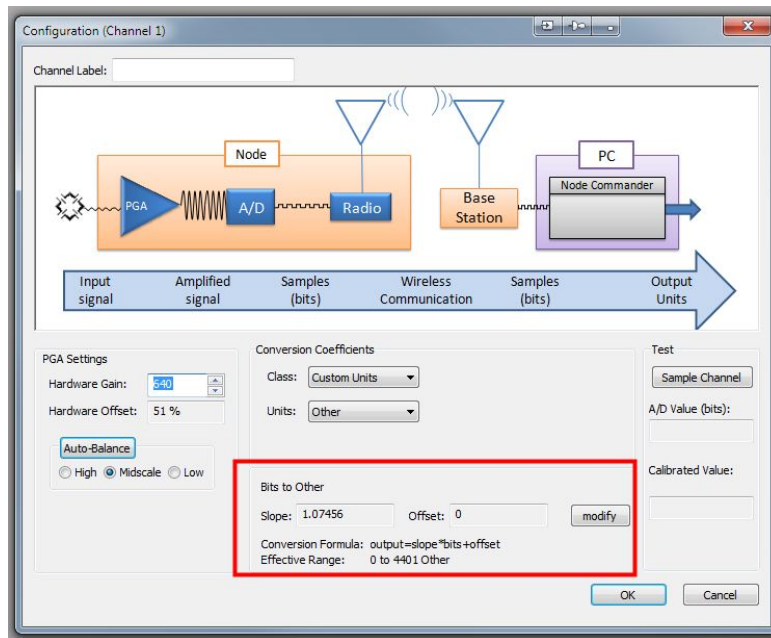 Configuration (Channel 1)
Channel Label:
Node
PC
Node Commander
PGA
A/D
Radio
Base
Station
Input
signal
Amplified
signal
Samples
(bits)
Wireless
Communication
Samples
(bits)
Output
Units
PGA Settings
Hardware Gain: 640
Hardware Offset: 51 %
Auto-Balance
High Midscale Low
Conversion Coefficients
Class: Custom Units
Units: Other
Bits to Other
Slope: 1.07456 Offset: 0 modify
Conversion Formula: output=slope*bits+offset
Effective Range: 0 to 4401 Other
Test
Sample Channel
A/D Value (bits):
Calibrated Value:
OK Cancel